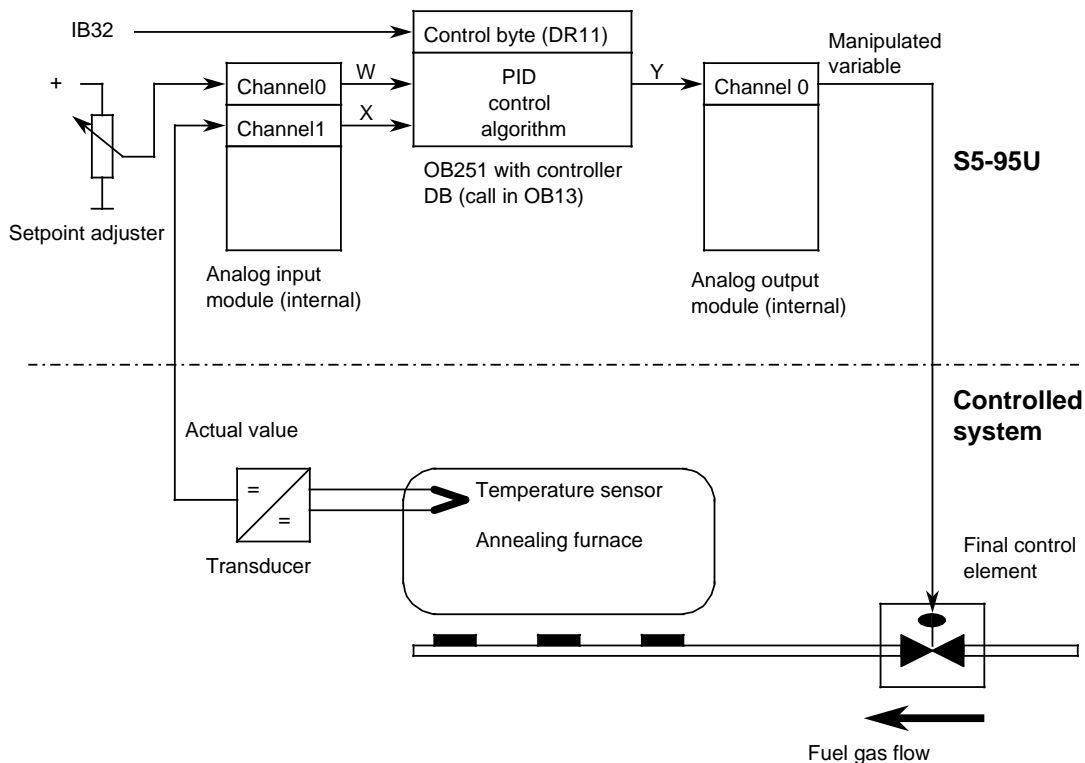 IB32
Control byte (DR11)
Manipulated
variable
+
Channel0
W
PID
control
algorithm
Y
Channel 0
Channel1
X
S5-95U
OB251 with controller
DB (call in OB13)
Setpoint adjuster
Analog input
module (internal)
Analog output
module (internal)
Controlled
system
Actual value
=
=
Temperature sensor
Annealing furnace
Transducer
Final control
element
Fuel gas flow